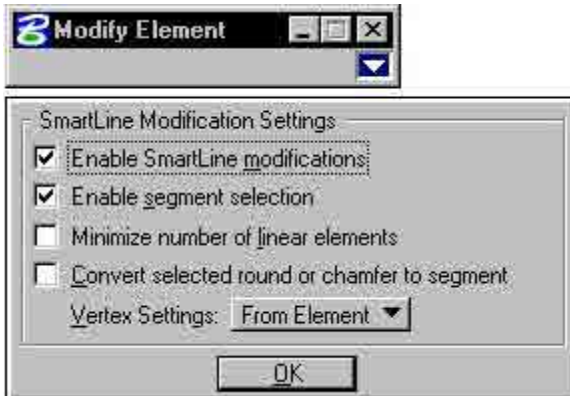 Modify Element
SmartLine Modification Settings
Enable SmartLine modifications
Enable segment selection
Minimize number of linear elements
Convert selected round or chamfer to segment
Vertex Settings: From Element
OK